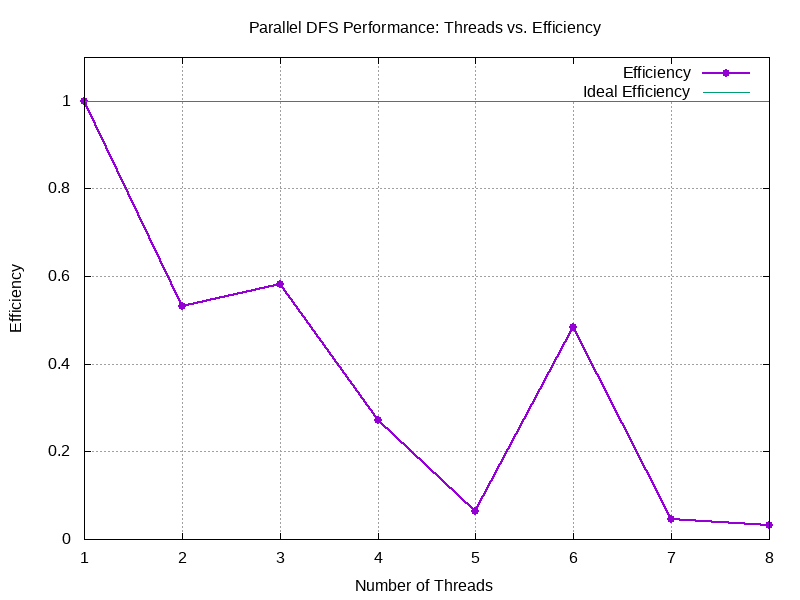 Parallel DFS Performance: Threads vs. Efficiency
Efficiency
Ideal Efficiency
1
0.8
0.6
0.4
0.2
0
Efficiency
1 2 3 4 5 6 7 8
Number of Threads